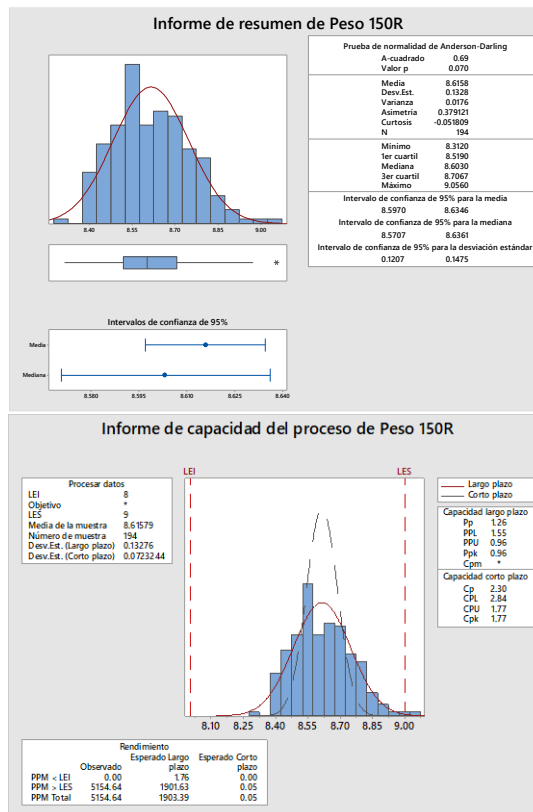 Informe de resumen de Peso 150R
Prueba de normalidad de Anderson-Darling
A-cuadrado 0.69
Valor p 0.070
Media 8.6158
Desv.Est. 0.1328
Varianza 0.0176
Asimetría 0.379121
Curtosis -0.051809
N 194
Mínimo 8.3120
1er cuartil 8.5190
Mediana 8.6030
3er cuartil 8.7067
Máximo 9.0560
Intervalo de confianza de 95% para la media
8.5970 8.6346
Intervalo de confianza de 95% para la mediana
8.5707 8.6361
Intervalo de confianza de 95% para la desviación estándar
0.1207 0.1475
8.40 8.55 8.70 8.85 9.00
*
Intervalos de confianza de 95%
Media
Mediana
8.580 8.595 8.610 8.625 8.640
Informe de capacidad del proceso de Peso 150R
LEI LES
Procesar datos
LEI 8
Objetivo *
LES 9
Media de la muestra 8.61579
Número de muestra 194
Desv.Est. (Largo plazo) 0.13276
Desv.Est. (Corto plazo) 0.0723244
Largo plazo
Corto plazo
Capacidad largo plazo
Pp 1.26
PPL 1.55
PPU 0.96
Ppk 0.96
Cpm *
Capacidad corto plazo
Cp 2.30
CPL 2.84
CPU 1.77
Cpk 1.77
8.10 8.25 8.40 8.55 8.70 8.85 9.00
Rendimiento
Esperado Largo Esperado Corto
Observado plazo plazo
PPM < LEI 0.00 1.76 0.00
PPM > LES 5154.64 1901.63 0.05
PPM Total 5154.64 1903.39 0.05